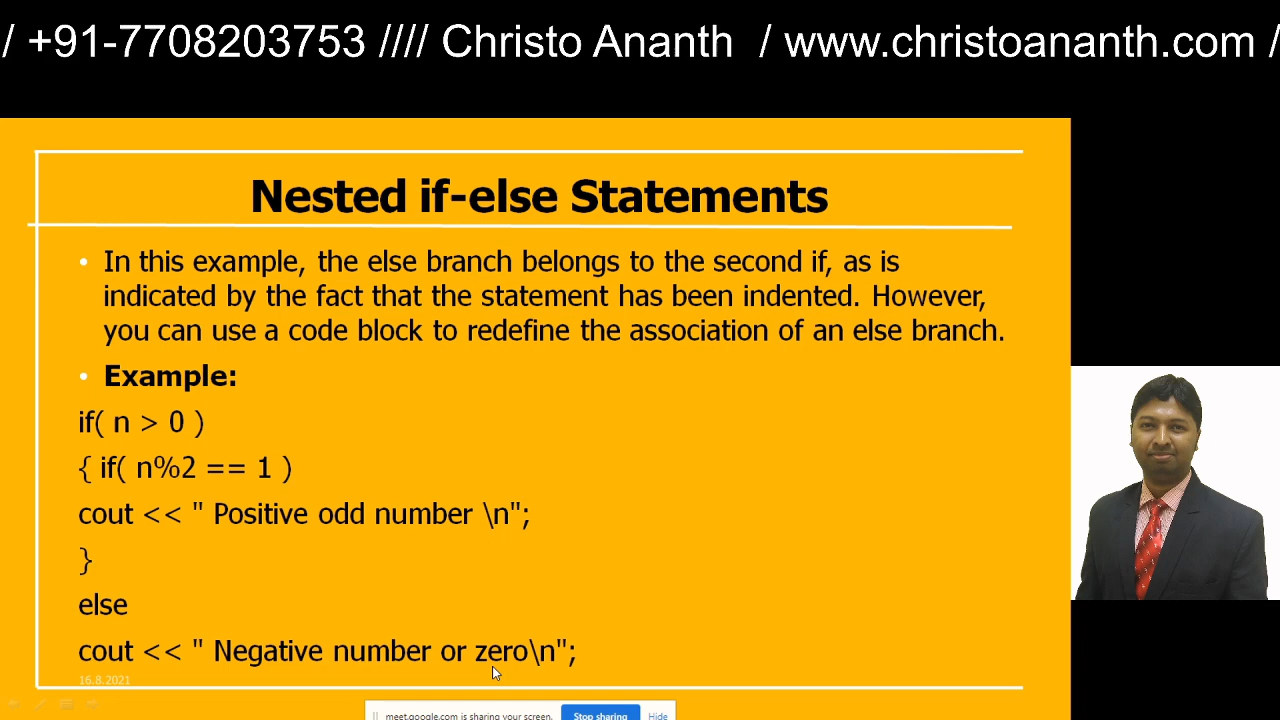 / +91-7708203753 //// Christo Ananth / www.christoananth.com /
Nested if-else Statements
• In this example, the else branch belongs to the second if, as is
indicated by the fact that the statement has been indented. However,
you can use a code block to redefine the association of an else branch.
• Example:
if( n > 0 )
{ if( n%2 == 1 )
cout << " Positive odd number \n";
}
else
cout << " Negative number or zero\n";
16.8.2021
meet.google.com is sharing your screen. Stop sharing Hide